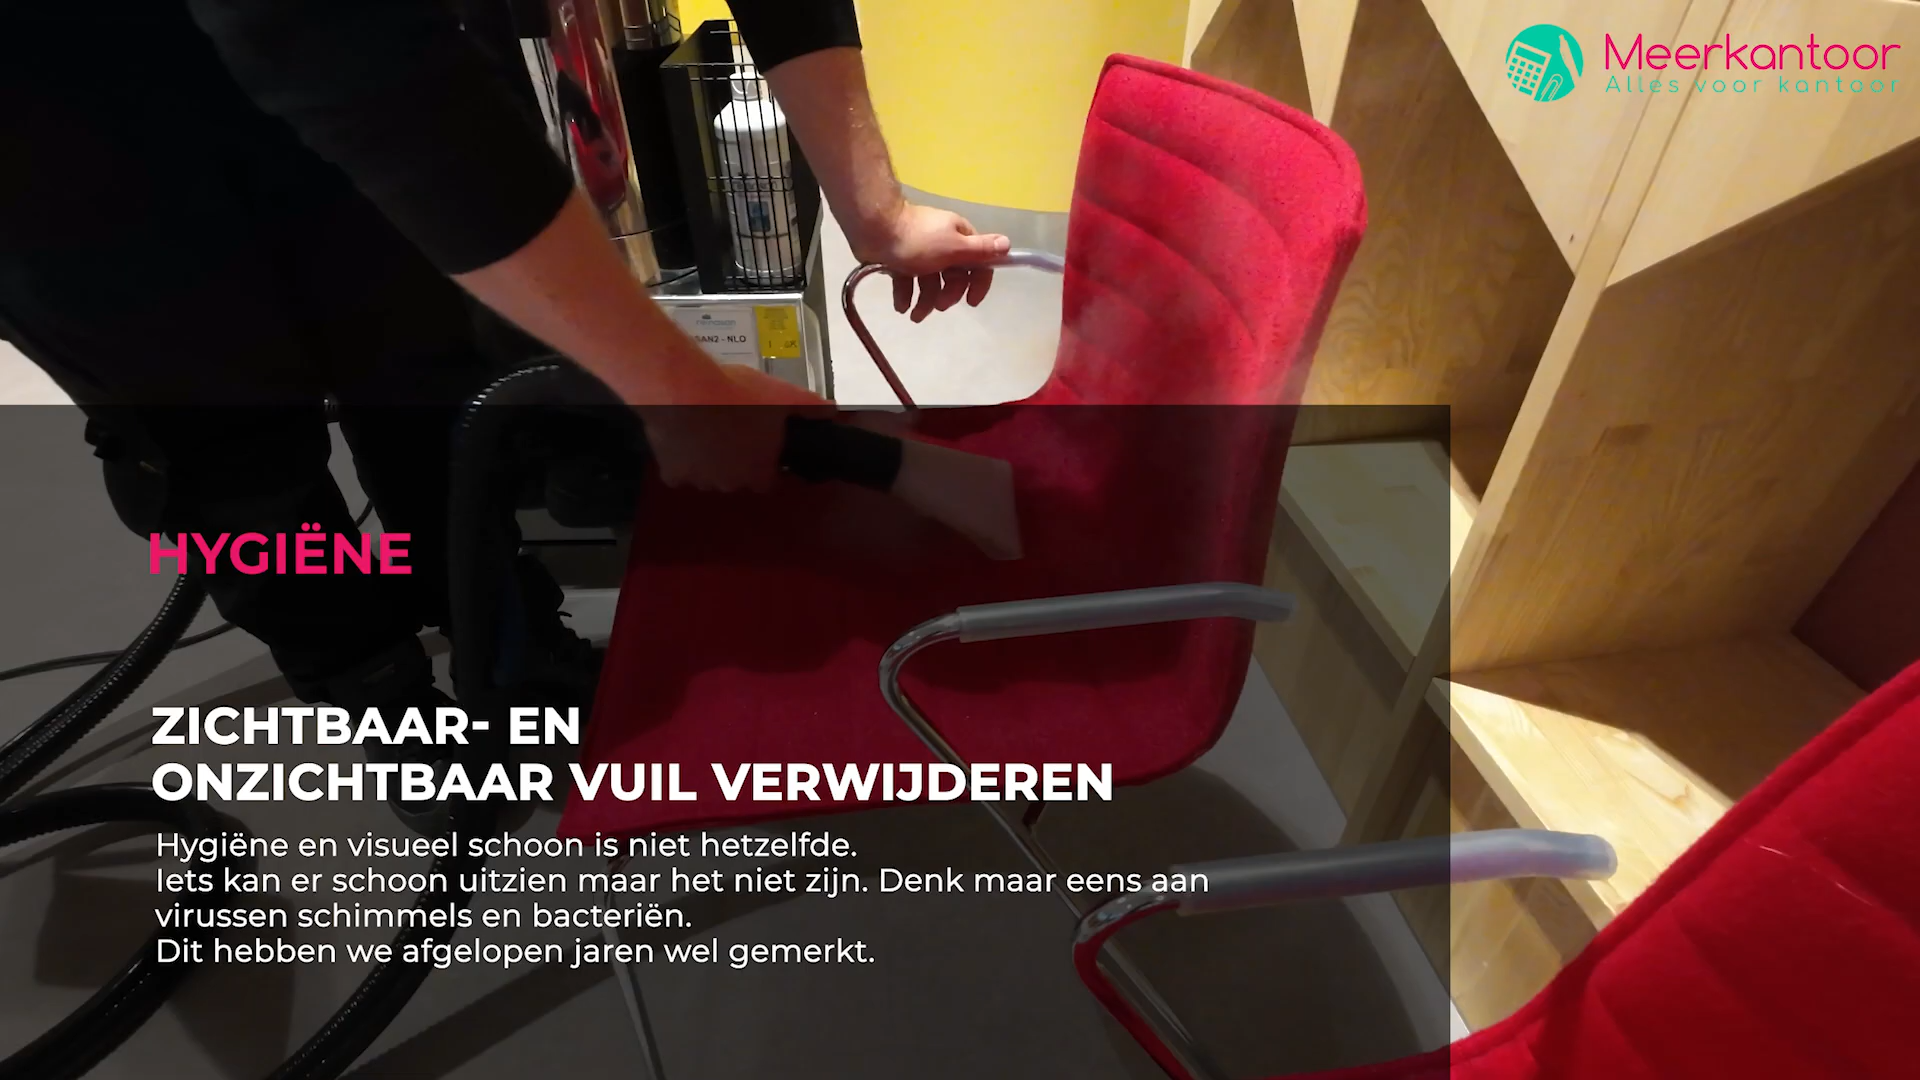 Meerkantoor
Alles voor kantoor
SAN2 - NLD
HYGIËNE
ZICHTBAAR- EN
ONZICHTBAAR VUIL VERWIJDEREN
Hygiëne en visueel schoon is niet hetzelfde.
Iets kan er schoon uitzien maar het niet zijn. Denk maar eens aan
virussen schimmels en bacteriën.
Dit hebben we afgelopen jaren wel gemerkt.